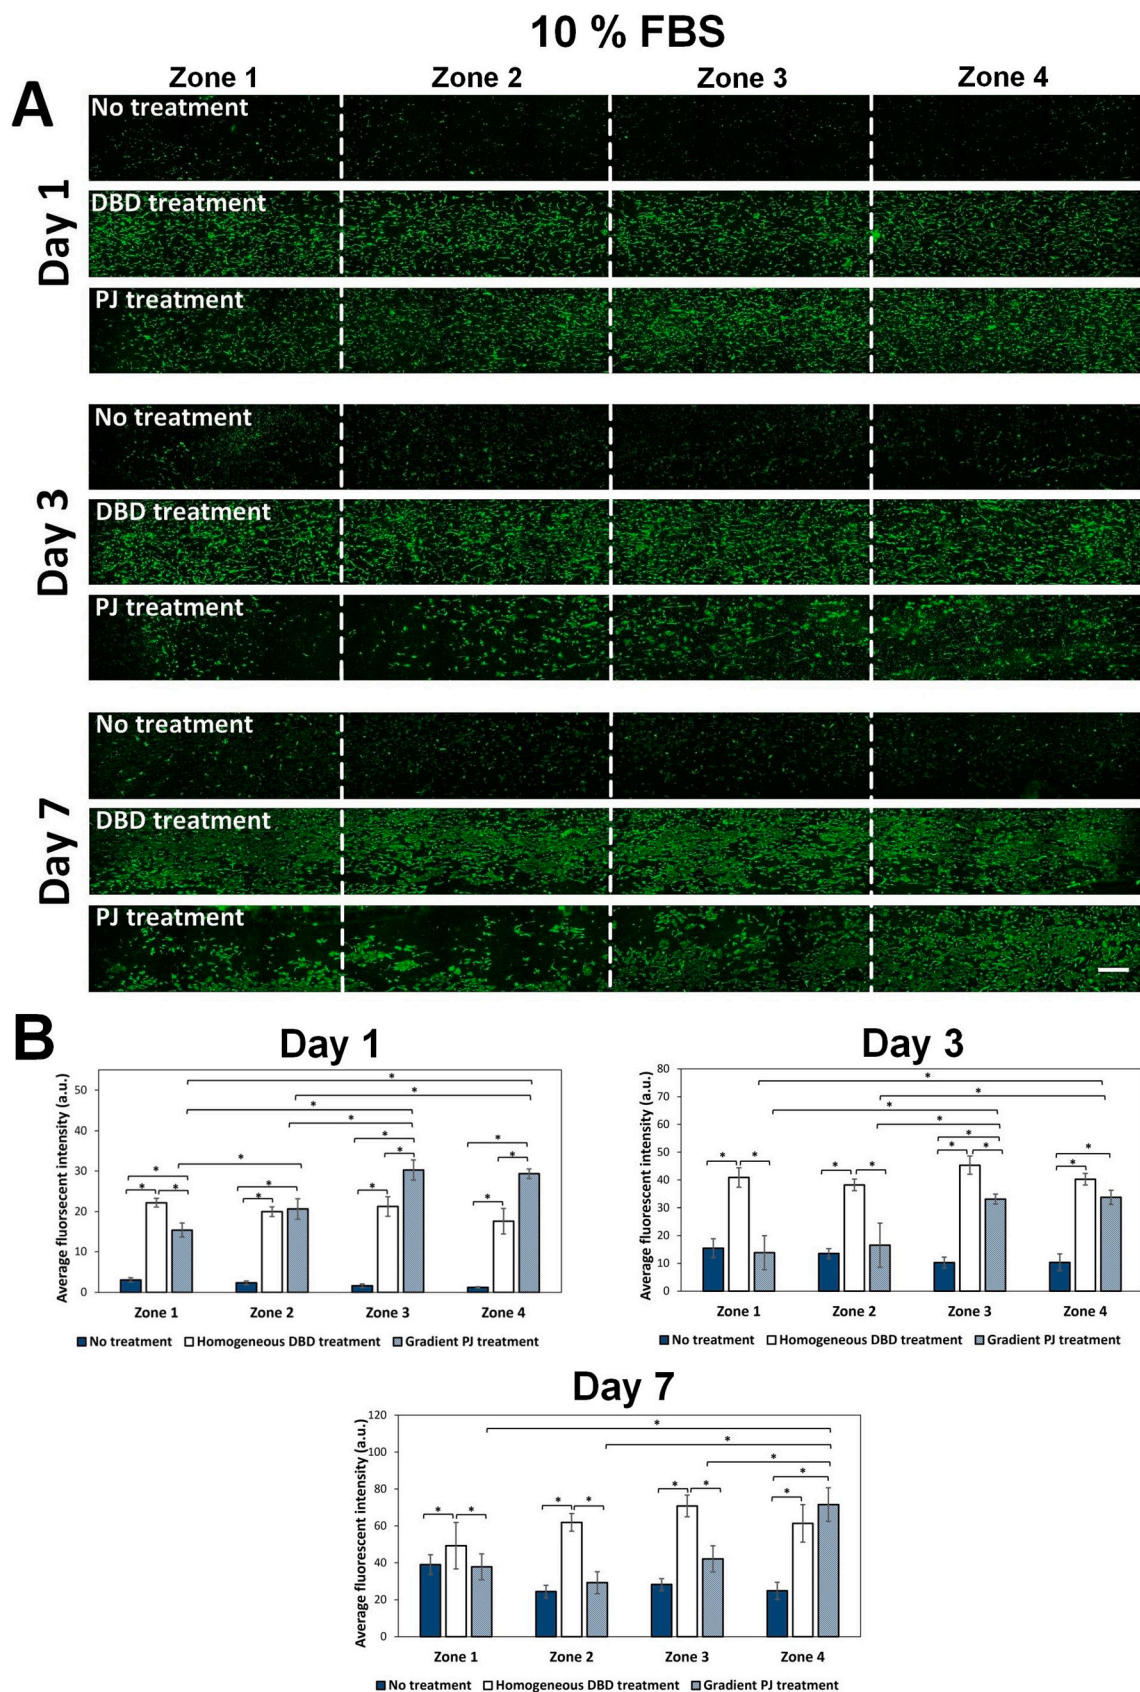 10 % FBS
Zone 1 Zone 2 Zone 3 Zone 4
A
Day 1
No treatment
DBD treatment
PJ treatment
Day 3
No treatment
DBD treatment
PJ treatment
Day 7
No treatment
DBD treatment
PJ treatment
B
Day 1
Average fluorsecent intensity (a.u.)
50
40
30
20
10
0
* *
* * * * * *
* * * * * * * * *
Zone 1 Zone 2 Zone 3 Zone 4
No treatment Homogeneous DBD treatment Gradient PJ treatment
Day 3
Average fluorescent intensity (a.u.)
80
70
60
50
40
30
20
10
0
* * * *
* * * * * * * * *
Zone 1 Zone 2 Zone 3 Zone 4
No treatment Homogeneous DBD treatment Gradient PJ treatment
Day 7
Average fluorescent intensity (a.u.)
120
100
80
60
40
20
0
* * *
* * * * * * * *
Zone 1 Zone 2 Zone 3 Zone 4
No treatment Homogeneous DBD treatment Gradient PJ treatment